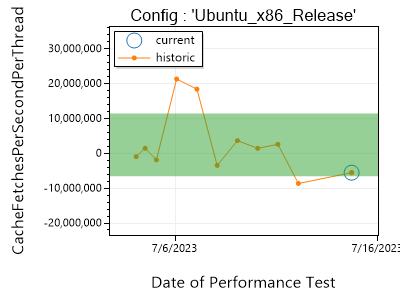 Config : 'Ubuntu_x86_Release'
current
historic
CacheFetchesPerSecondPerThread
30,000,000
20,000,000
10,000,000
0
-10,000,000
-20,000,000
7/6/2023
7/16/2023
Date of Performance Test